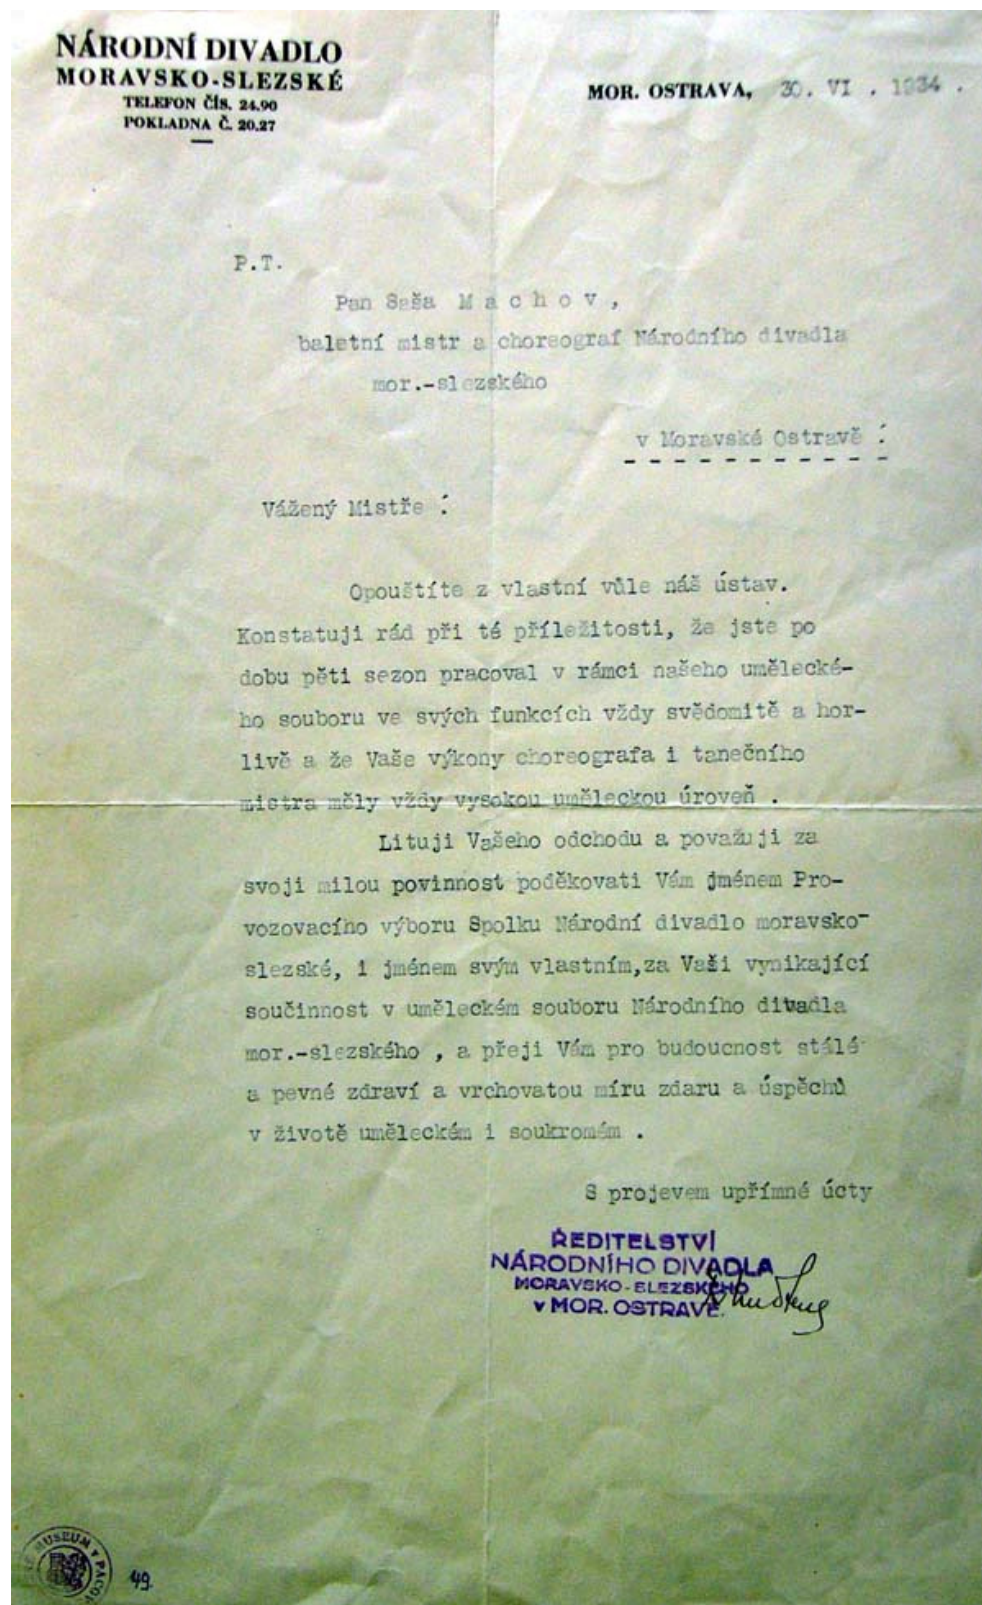 NÁRODNÍ DIVADLO
MORAVSKO-SLEZSKÉ
TELEFON ČÍS. 24.90
POKLADNA Č. 20.27
MOR. OSTRAVA, 30. VI . 1934 .
P.T.
Pan Saša M a c h o v ,
baletní mistr a choreograf Národního divadla
mor.-slezského
v Moravské Ostravě :
Vážený Mistře :
Opouštíte z vlastní vůle náš ústav.
Konstatuji rád při té příležitosti, že jste po
dobu pěti sezon pracoval v rámci našeho umělecké-
ho souboru ve svých funkcích vždy svědomitě a hor-
livě a že Vaše výkony choreografa i tanečního
mistra měly vždy vysokou uměleckou úroveň .
Lituji Vašeho odchodu a považuji za
svoji milou povinnost poděkovati Vám jménem Pro-
vozovacího výboru Spolku Národní divadlo moravsko-
slezské, i jménem svým vlastním,za Vaši vynikající
součinnost v uměleckém souboru Národního divadla
mor.-slezského , a přeji Vám pro budoucnost stálé
a pevné zdraví a vrchovatou míru zdaru a úspěchů
v životě uměleckém i soukromém .
S projevem upřímné úcty
ŘEDITELSTVÍ
NÁRODNÍHO DIVADLA
MORAVSKO-SLEZSKÉHO
v MOR. OSTRAVĚ.
MUSEUM v PACOV
49.